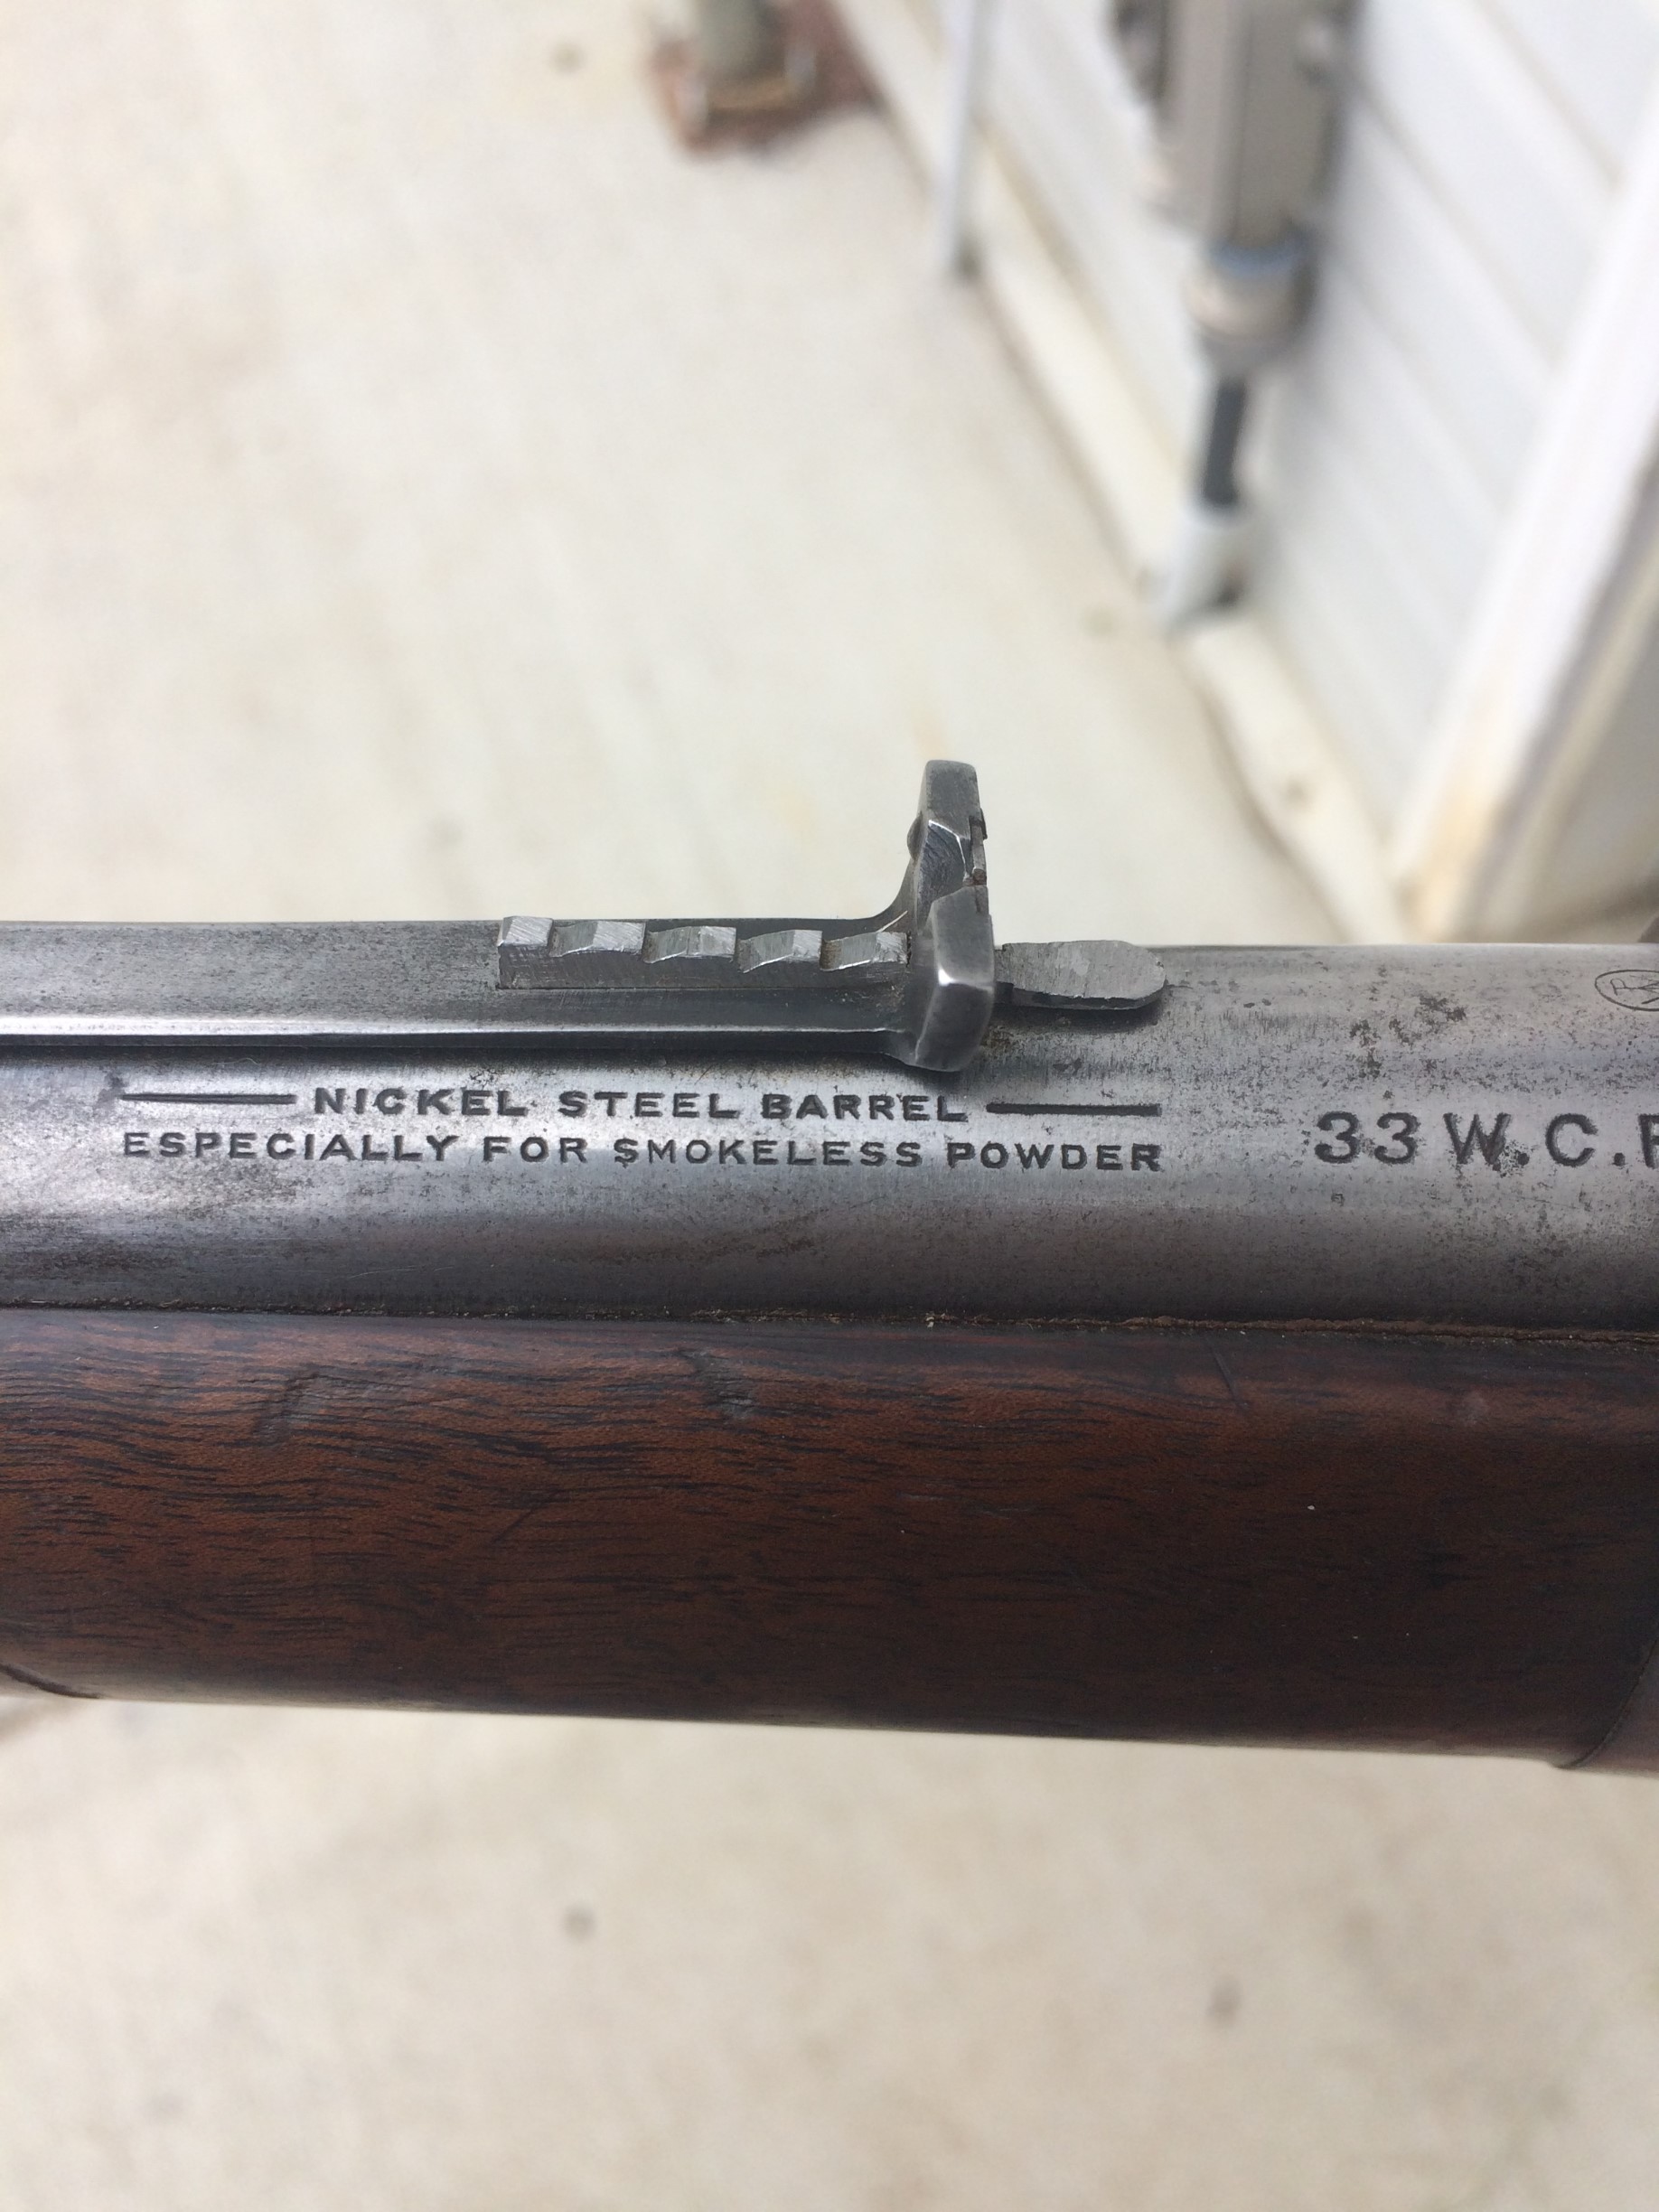 NICKEL STEEL BARREL
ESPECIALLY FOR SMOKELESS POWDER
33 W.C.F